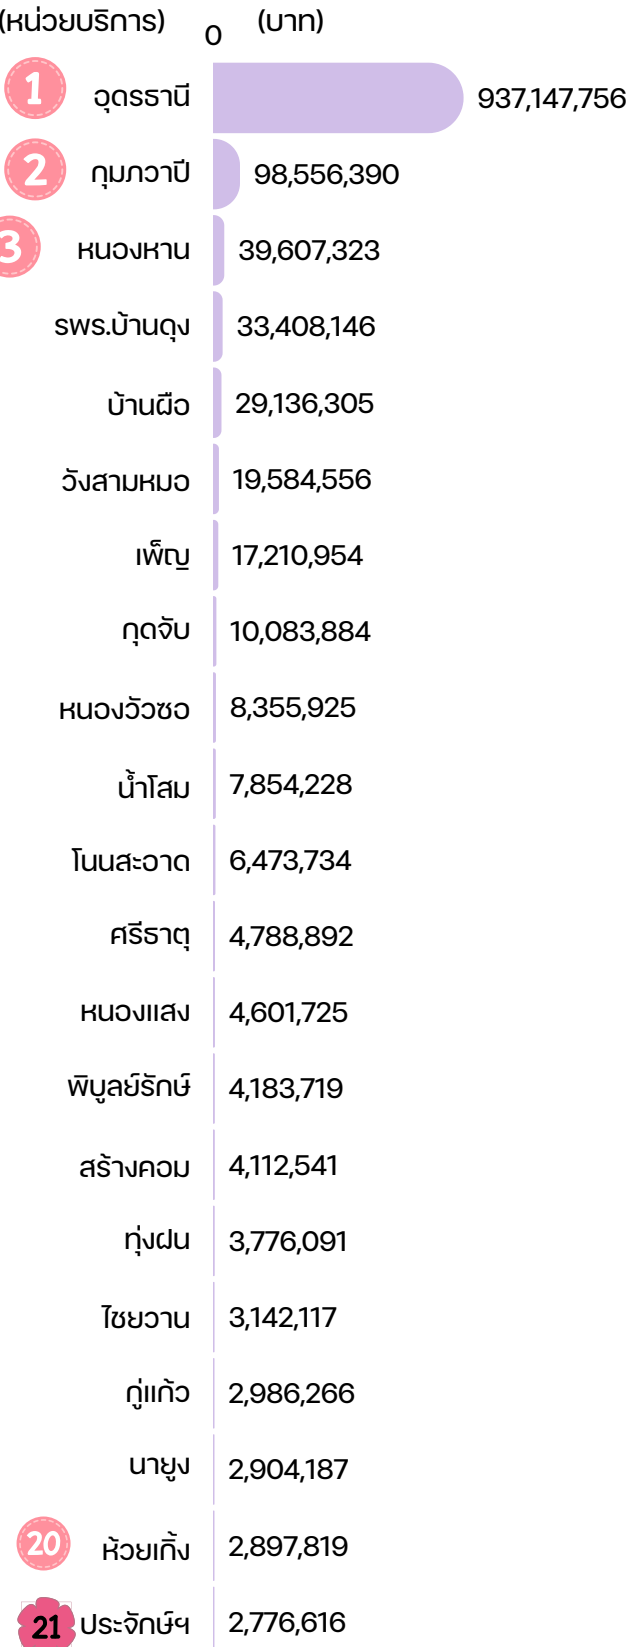 (หน่วยบริการ) 0 (บาท)
1 อุดรธานี 937,147,756
2 กุมภวาปี 98,556,390
3 หนองหาน 39,607,323
รพร.บ้านดุง 33,408,146
บ้านผือ 29,136,305
วังสามหมอ 19,584,556
เพ็ญ 17,210,954
กุดจับ 10,083,884
หนองวัวซอ 8,355,925
น้ำโสม 7,854,228
โนนสะอาด 6,473,734
ศรีธาตุ 4,788,892
หนองแสง 4,601,725
พิบูลย์รักษ์ 4,183,719
สร้างคอม 4,112,541
ทุ่งฝน 3,776,091
ไชยวาน 3,142,117
กู่แก้ว 2,986,266
นายูง 2,904,187
20 ห้วยเกิ้ง 2,897,819
21 ประจักษ์ฯ 2,776,616